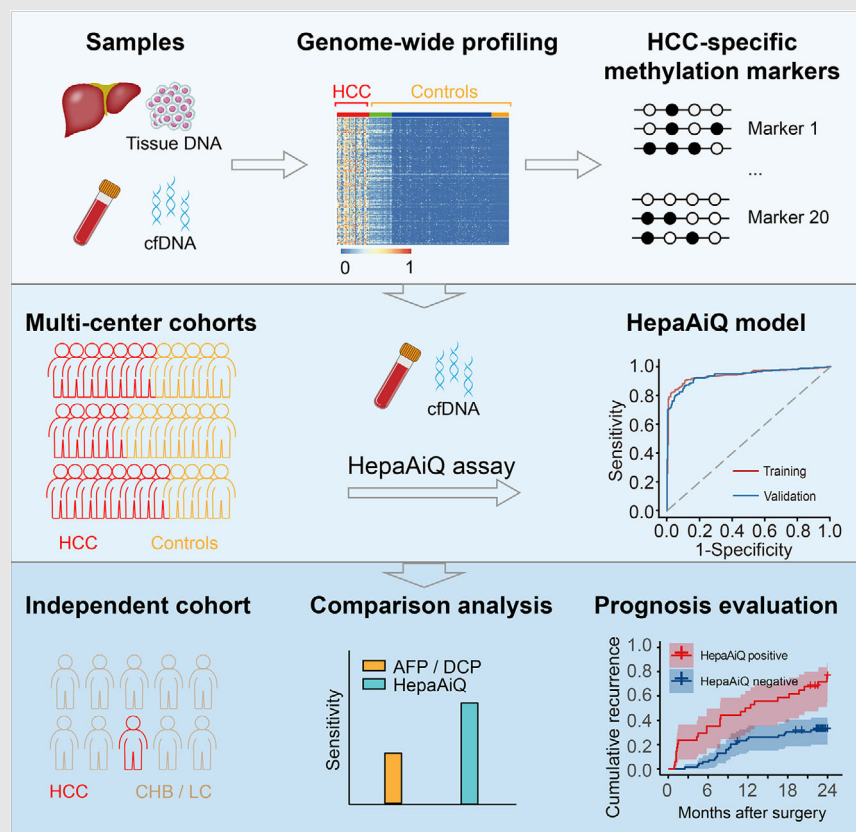 Samples
Genome-wide profiling
HCC-specific
methylation markers
HCC
Controls
Tissue DNA
cfDNA
0
1
Marker 1
...
Marker 20
Multi-center cohorts
HepaAiQ model
cfDNA
HepaAiQ assay
HCC
Controls
Sensitivity
1.0
0.8
0.6
0.4
0.2
0.0
Training
Validation
0.0 0.2 0.4 0.6 0.8 1.0
1-Specificity
Independent cohort
Comparison analysis
Prognosis evaluation
HCC
CHB / LC
Sensitivity
AFP / DCP
HepaAiQ
Cumulative recurrence
1.0
0.8
0.6
0.4
0.2
0.0
HepaAiQ positive
HepaAiQ negative
0 6 12 18 24
Months after surgery